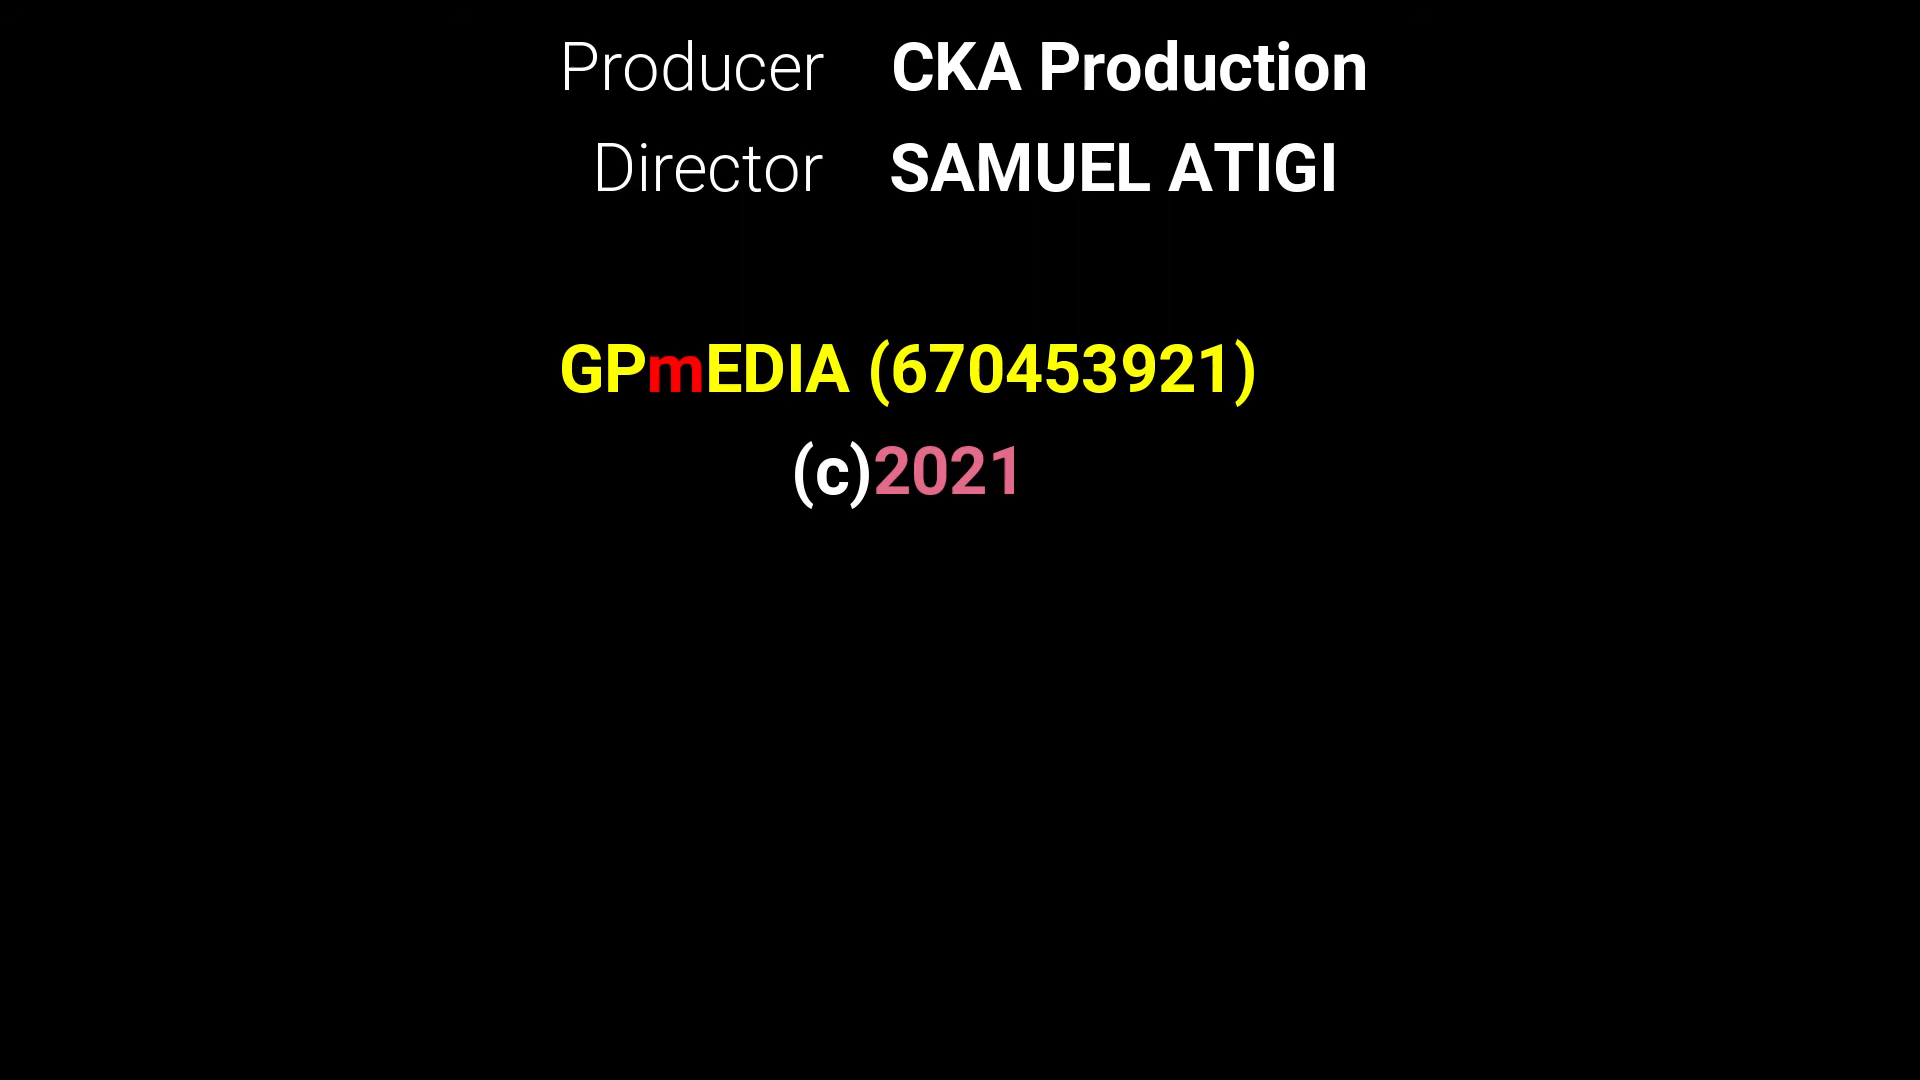 Producer CKA Production
Director SAMUEL ATIGI
GPmEDIA (670453921)
(c)2021